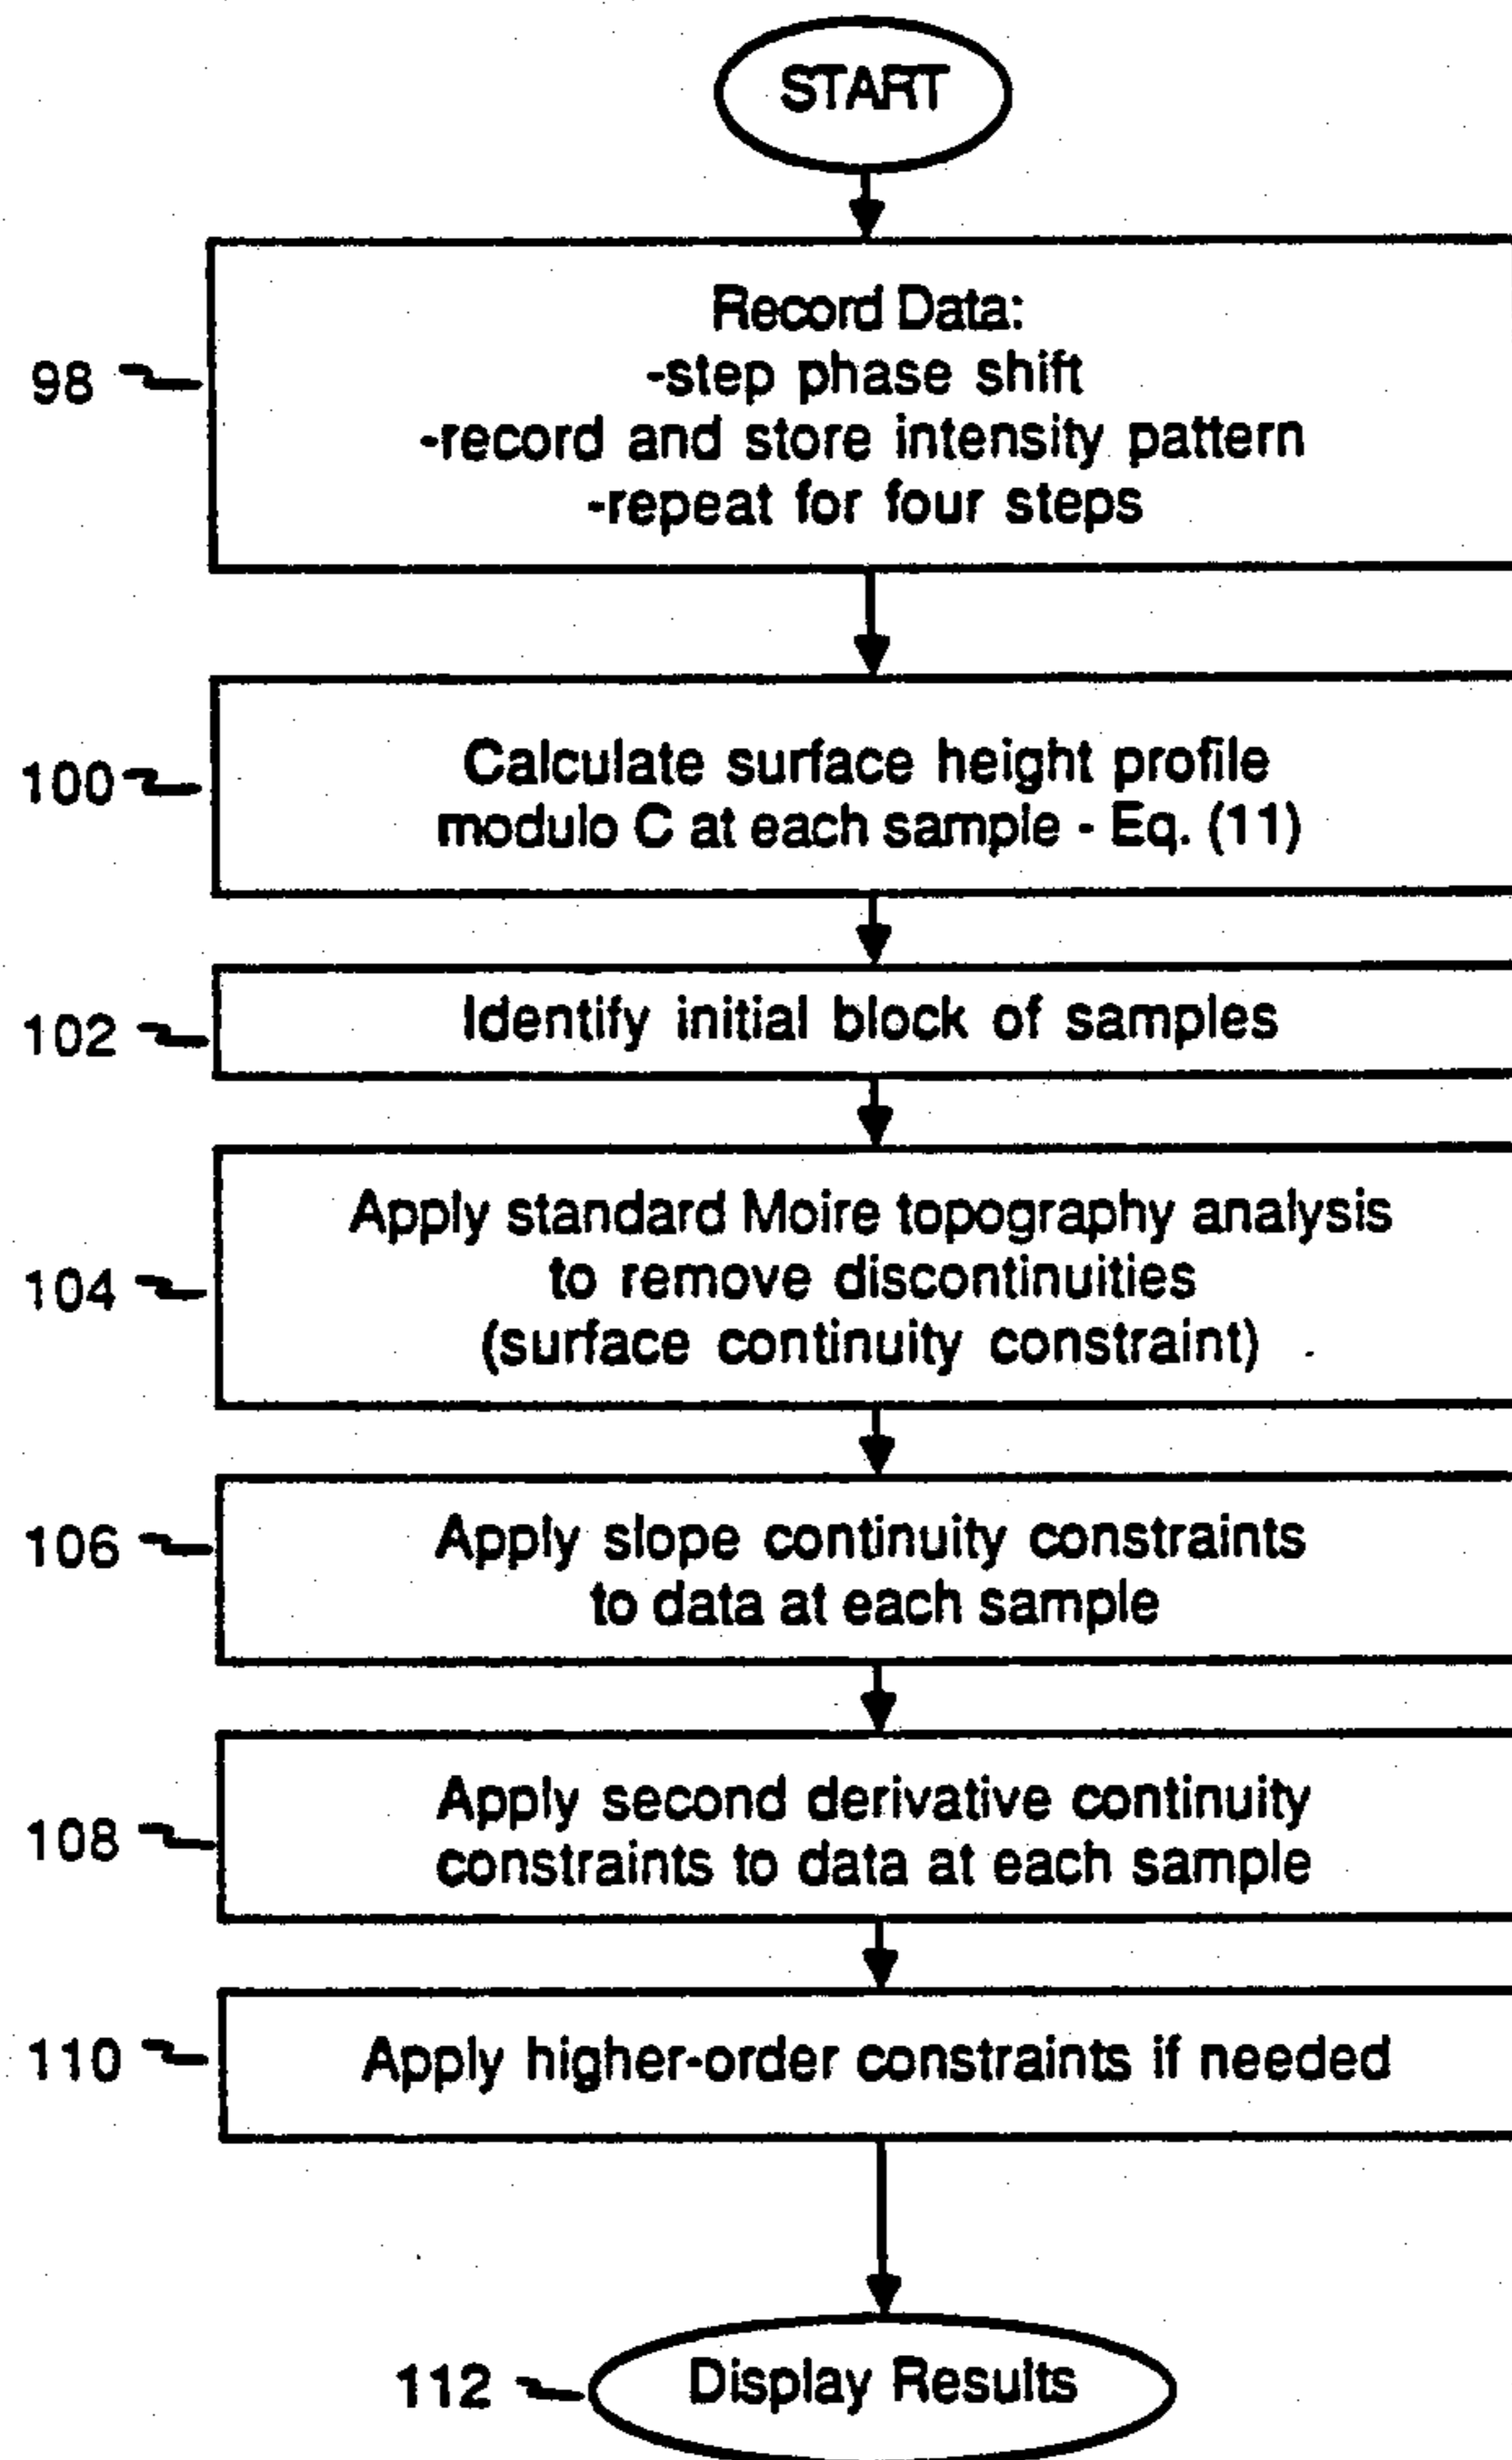 START
Record Data:
-step phase shift
-record and store intensity pattern
-repeat for four steps
98
Calculate surface height profile
modulo C at each sample - Eq. (11)
100
Identify initial block of samples
102
Apply standard Moire topography analysis
to remove discontinuities
(surface continuity constraint)
104
Apply slope continuity constraints
to data at each sample
106
Apply second derivative continuity
constraints to data at each sample
108
Apply higher-order constraints if needed
110
Display Results
112